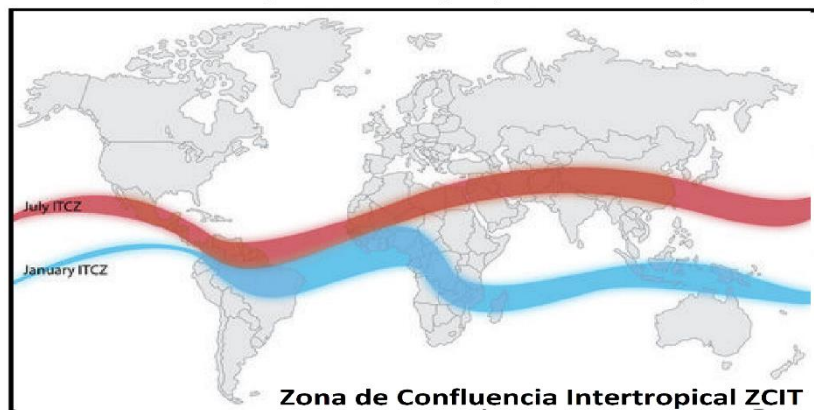 July ITCZ
January ITCZ
Zona de Confluencia Intertropical ZCIT